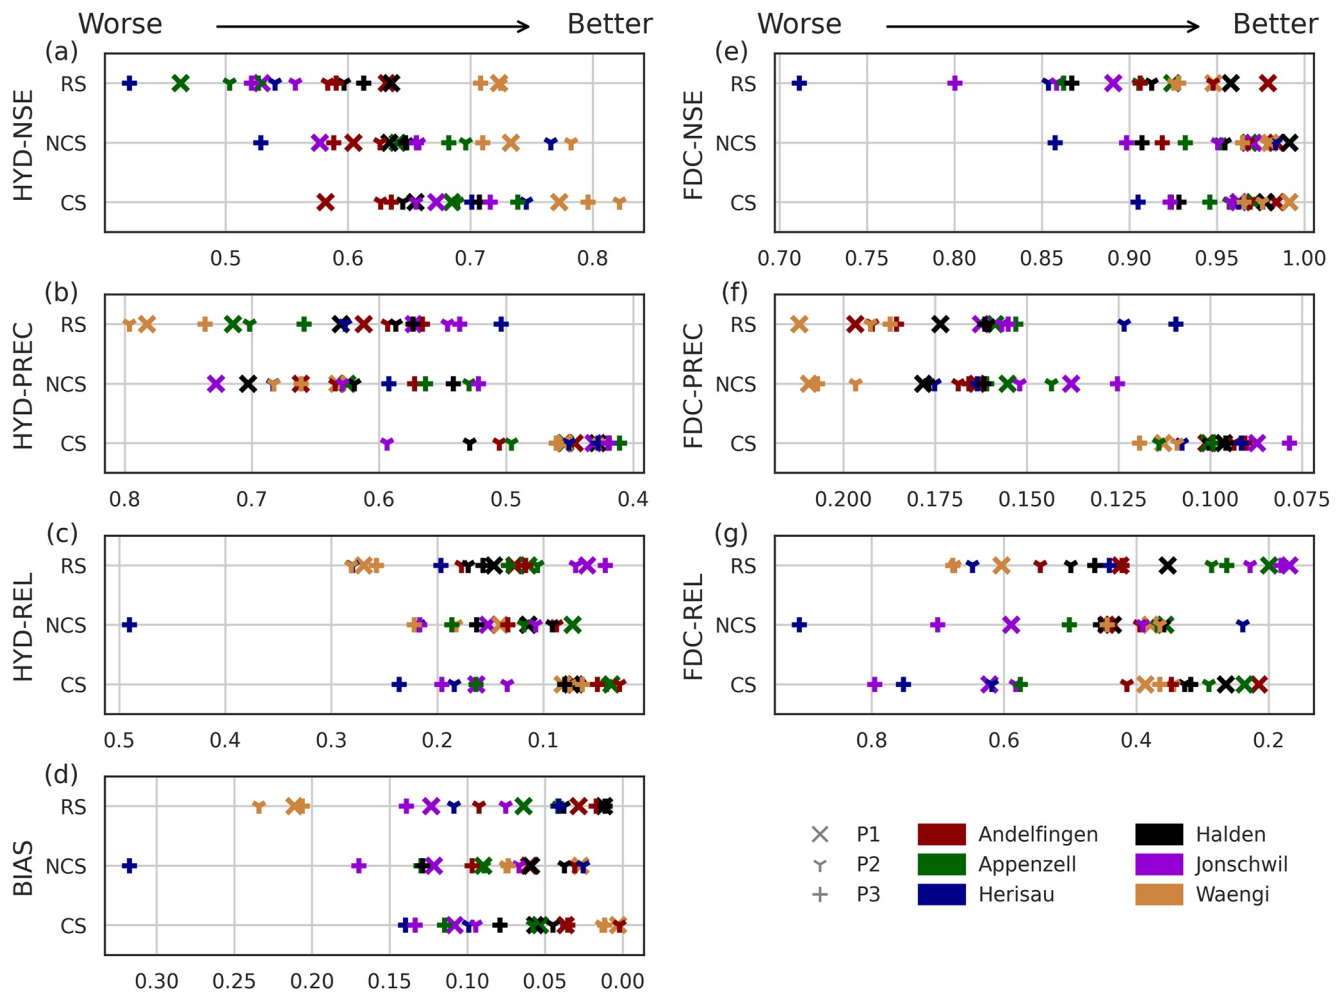 Worse Better
Worse Better
(a)
HYD-NSE
RS
NCS
CS
0.5 0.6 0.7 0.8
(e)
FDC-NSE
RS
NCS
CS
0.70 0.75 0.80 0.85 0.90 0.95 1.00
(b)
HYD-PREC
RS
NCS
CS
0.8 0.7 0.6 0.5 0.4
(f)
FDC-PREC
RS
NCS
CS
0.200 0.175 0.150 0.125 0.100 0.075
(c)
HYD-REL
RS
NCS
CS
0.5 0.4 0.3 0.2 0.1
(g)
FDC-REL
RS
NCS
CS
0.8 0.6 0.4 0.2
(d)
BIAS
RS
NCS
CS
0.30 0.25 0.20 0.15 0.10 0.05 0.00
P1
P2
P3
Andelfingen
Appenzell
Herisau
Halden
Jonschwil
Waengi